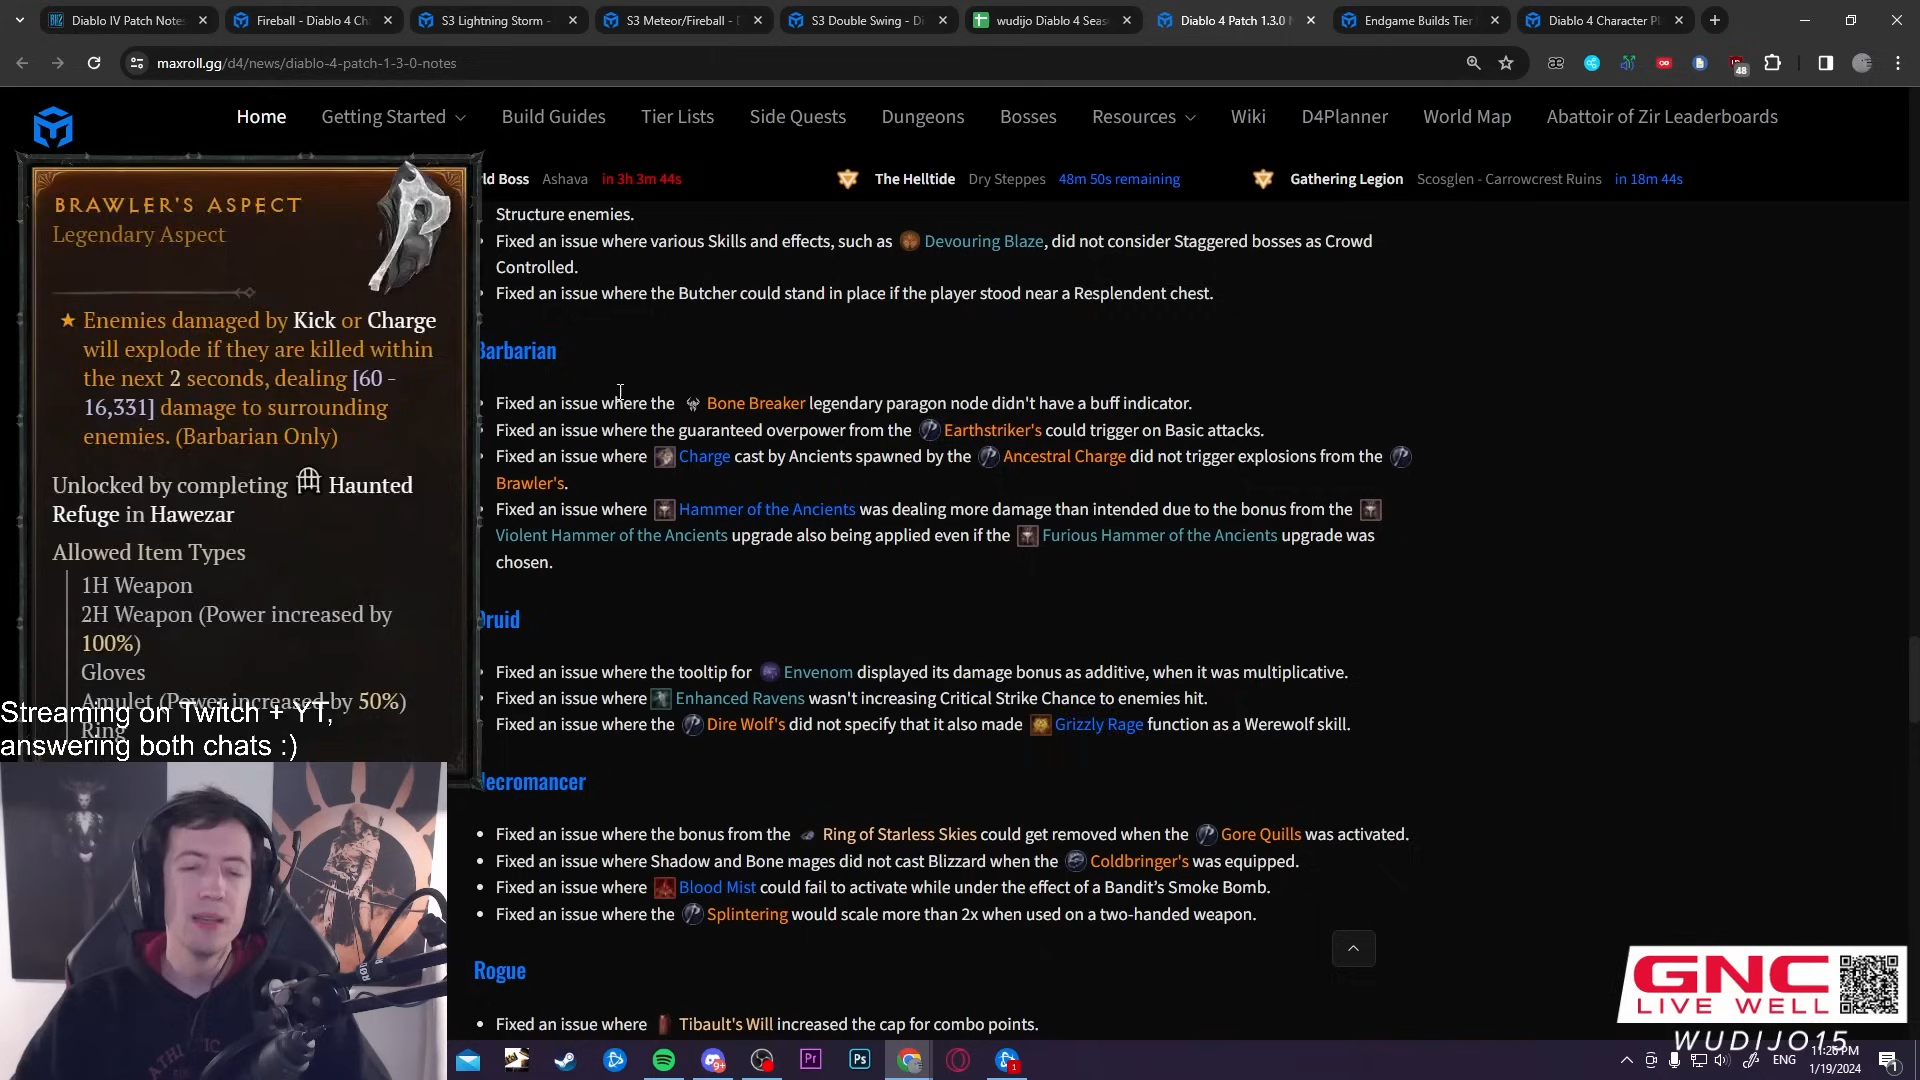 Diablo IV Patch Note
Fireball - Diablo 4 Ch
S3 Lightning Storm -
S3 Meteor/Fireball - D
S3 Double Swing - Di
wudijo Diablo 4 Seas
Diablo 4 Patch 1.3.0 N
Endgame Builds Tier
Diablo 4 Character Pl
maxroll.gg/d4/news/diablo-4-patch-1-3-0-notes
48
Home Getting Started Build Guides Tier Lists Side Quests Dungeons Bosses Resources Wiki D4Planner World Map Abattoir of Zir Leaderboards
ld Boss Ashava in 3h 3m 44s The Helltide Dry Steppes 48m 50s remaining Gathering Legion Scosglen - Carrowcrest Ruins in 18m 44s
BRAWLER'S ASPECT
Legendary Aspect
Enemies damaged by Kick or Charge
will explode if they are killed within
the next 2 seconds, dealing [60 -
16,331] damage to surrounding
enemies. (Barbarian Only)
Unlocked by completing Haunted
Refuge in Hawezar
Allowed Item Types
1H Weapon
2H Weapon (Power increased by
100%)
Gloves
Amulet (Power increased by 50%)
Ring
Streaming on Twitch + YT,
answering both chats :)
Structure enemies.
Fixed an issue where various Skills and effects, such as Devouring Blaze, did not consider Staggered bosses as Crowd
Controlled.
Fixed an issue where the Butcher could stand in place if the player stood near a Resplendent chest.
Barbarian
Fixed an issue where the Bone Breaker legendary paragon node didn't have a buff indicator.
Fixed an issue where the guaranteed overpower from the Earthstriker's could trigger on Basic attacks.
Fixed an issue where Charge cast by Ancients spawned by the Ancestral Charge did not trigger explosions from the
Brawler's.
Fixed an issue where Hammer of the Ancients was dealing more damage than intended due to the bonus from the
Violent Hammer of the Ancients upgrade also being applied even if the Furious Hammer of the Ancients upgrade was
chosen.
Druid
Fixed an issue where the tooltip for Envenom displayed its damage bonus as additive, when it was multiplicative.
Fixed an issue where Enhanced Ravens wasn't increasing Critical Strike Chance to enemies hit.
Fixed an issue where the Dire Wolf's did not specify that it also made Grizzly Rage function as a Werewolf skill.
ecromancer
• Fixed an issue where the bonus from the Ring of Starless Skies could get removed when the Gore Quills was activated.
• Fixed an issue where Shadow and Bone mages did not cast Blizzard when the Coldbringer's was equipped.
• Fixed an issue where Blood Mist could fail to activate while under the effect of a Bandit's Smoke Bomb.
• Fixed an issue where the Splintering would scale more than 2x when used on a two-handed weapon.
Rogue
• Fixed an issue where Tibault's Will increased the cap for combo points.
GNC
LIVE WELL
WUDIJO15
9+
Pr
Ps
1
ENG
11:26 PM
1/19/2024